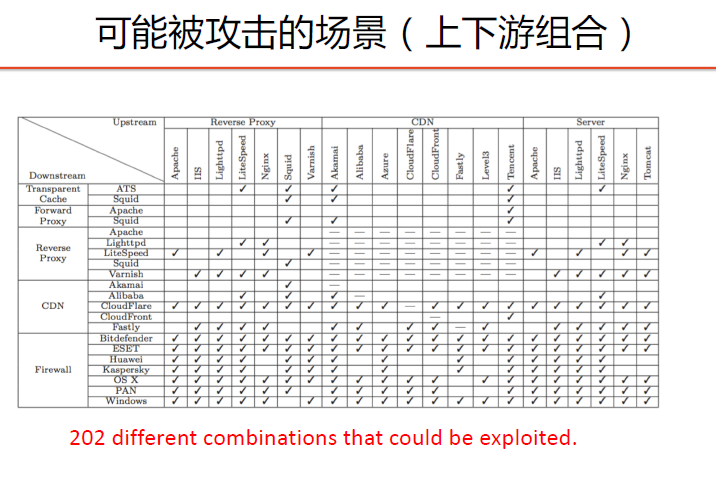 可能被攻击的场景（上下游组合）
Upstream Reverse Proxy CDN Server
Downstream Apache IIS Lighttpd LiteSpeed Nginx Squid Varnish Akamai Alibaba Azure CloudFlare CloudFront Fastly Level3 Tencent Apache IIS Lighttpd LiteSpeed Nginx Tomcat
Transparent ATS
Cache Squid
Forward Apache
Proxy Squid
Reverse Proxy Apache
Lighttpd
LiteSpeed
Squid
Varnish
CDN Akamai
Alibaba
CloudFlare
CloudFront
Fastly
Firewall Bitdefender
ESET
Huawei
Kaspersky
OS X
PAN
Windows
202 different combinations that could be exploited.